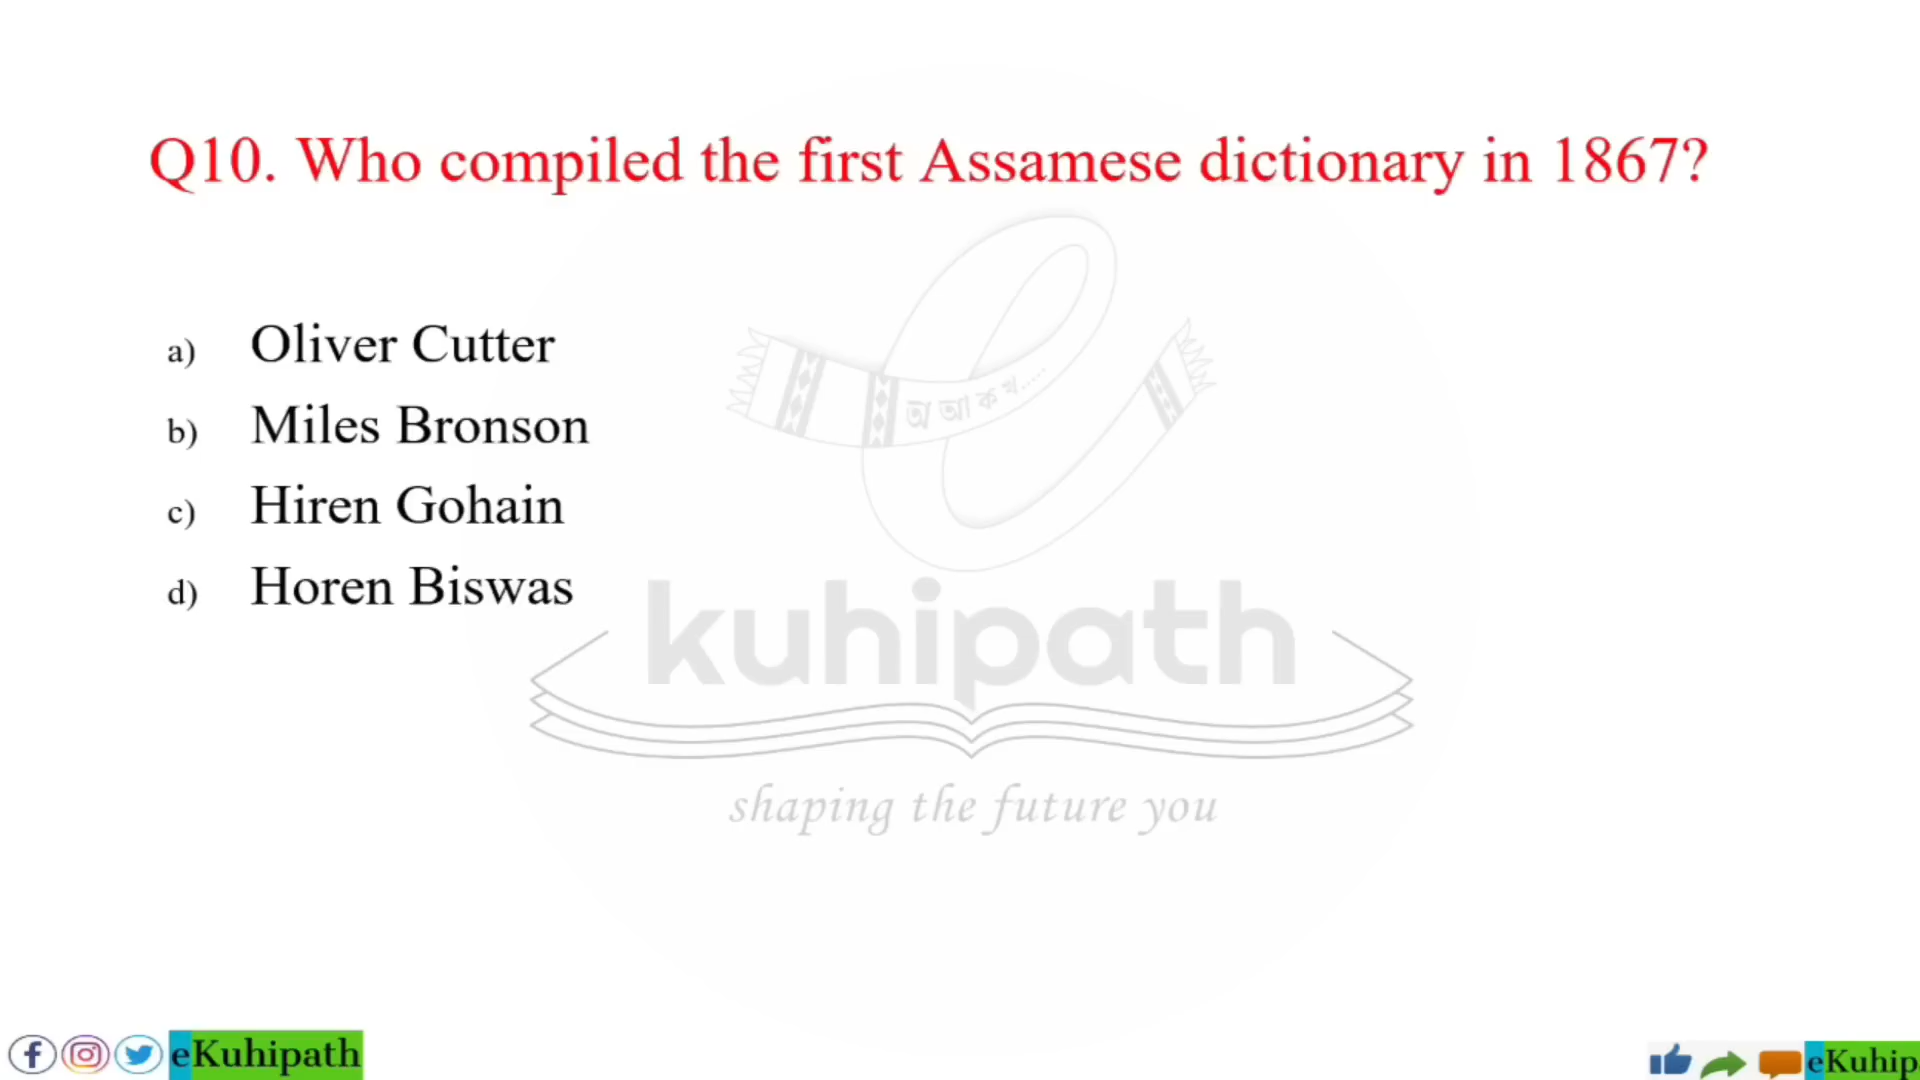 Q10. Who compiled the first Assamese dictionary in 1867?
a) Oliver Cutter
b) Miles Bronson
c) Hiren Gohain
d) Horen Biswas
অ আ ক খ.....
kuhipath
shaping the future you
eKuhipath
eKuhip